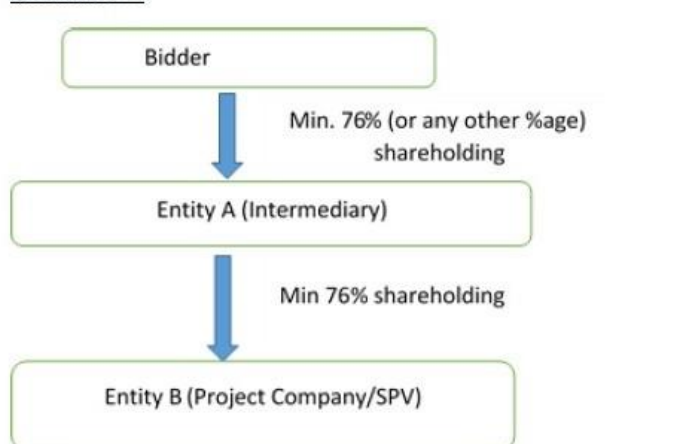 Bidder
Min. 76% (or any other %age)
shareholding
Entity A (Intermediary)
Min 76% shareholding
Entity B (Project Company/SPV)